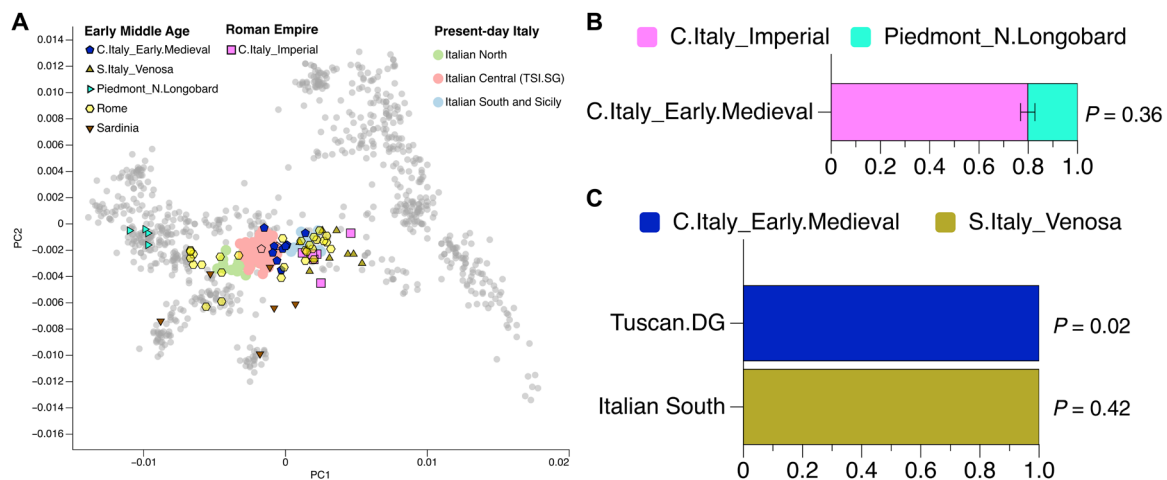 A
Early Middle Age
C.Italy_Early.Medieval
S.Italy_Venosa
Piedmont_N.Longobard
Rome
Sardinia
Roman Empire
C.Italy_Imperial
Present-day Italy
Italian North
Italian Central (TSI.SG)
Italian South and Sicily
PC2
0.014
0.012
0.010
0.008
0.006
0.004
0.002
0
−0.002
−0.004
−0.006
−0.008
−0.010
−0.012
−0.014
−0.016
−0.01
0
0.01
0.02
PC1
B
C.Italy_Imperial
Piedmont_N.Longobard
C.Italy_Early.Medieval
P = 0.36
0 0.2 0.4 0.6 0.8 1.0
C
C.Italy_Early.Medieval
S.Italy_Venosa
Tuscan.DG
P = 0.02
Italian South
P = 0.42
0 0.2 0.4 0.6 0.8 1.0